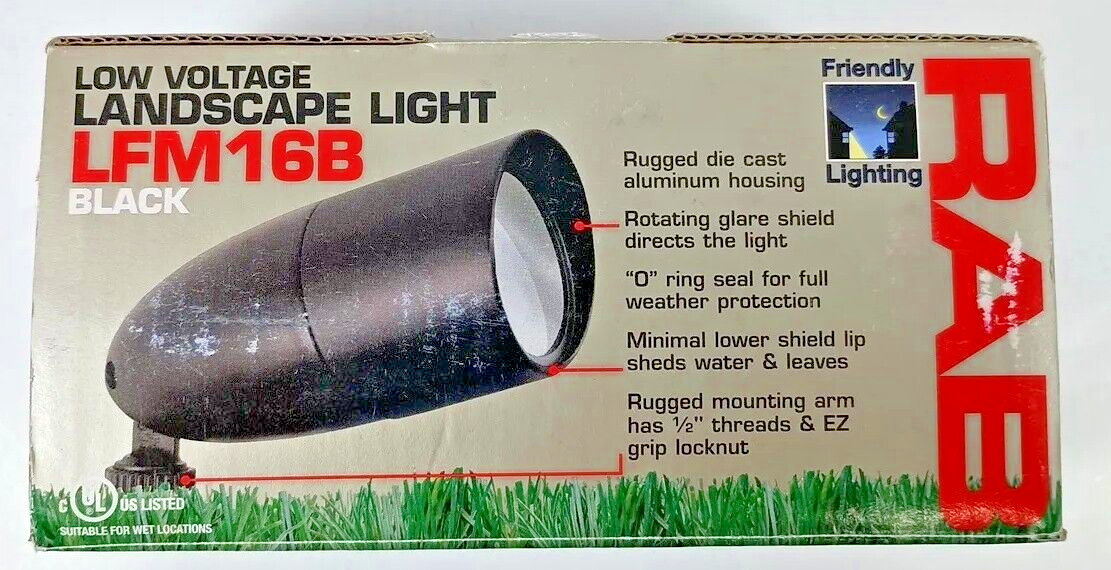 LOW VOLTAGE
LANDSCAPE LIGHT
LFM16B
BLACK
Friendly
Lighting
RAB
Rugged die cast
aluminum housing
Rotating glare shield
directs the light
“O” ring seal for full
weather protection
Minimal lower shield lip
sheds water & leaves
Rugged mounting arm
has ½" threads & EZ
grip locknut
C UL US LISTED
SUITABLE FOR WET LOCATIONS